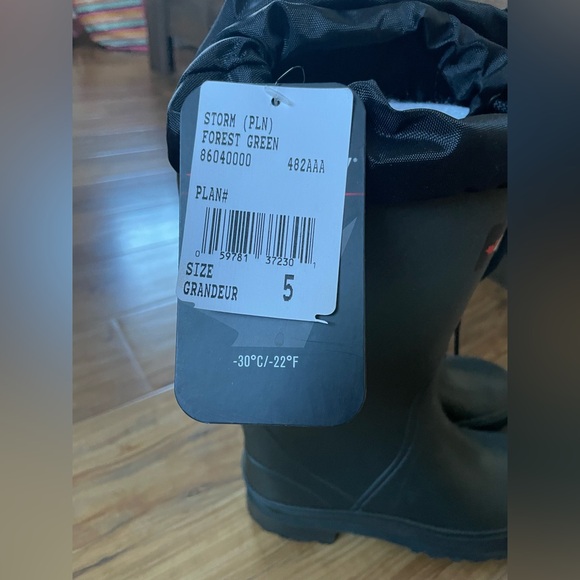 STORM (PLN)
FOREST GREEN
86040000 482AAA
PLAN#
0 59781 37230 1
SIZE
GRANDEUR 5
-30°C/-22°F